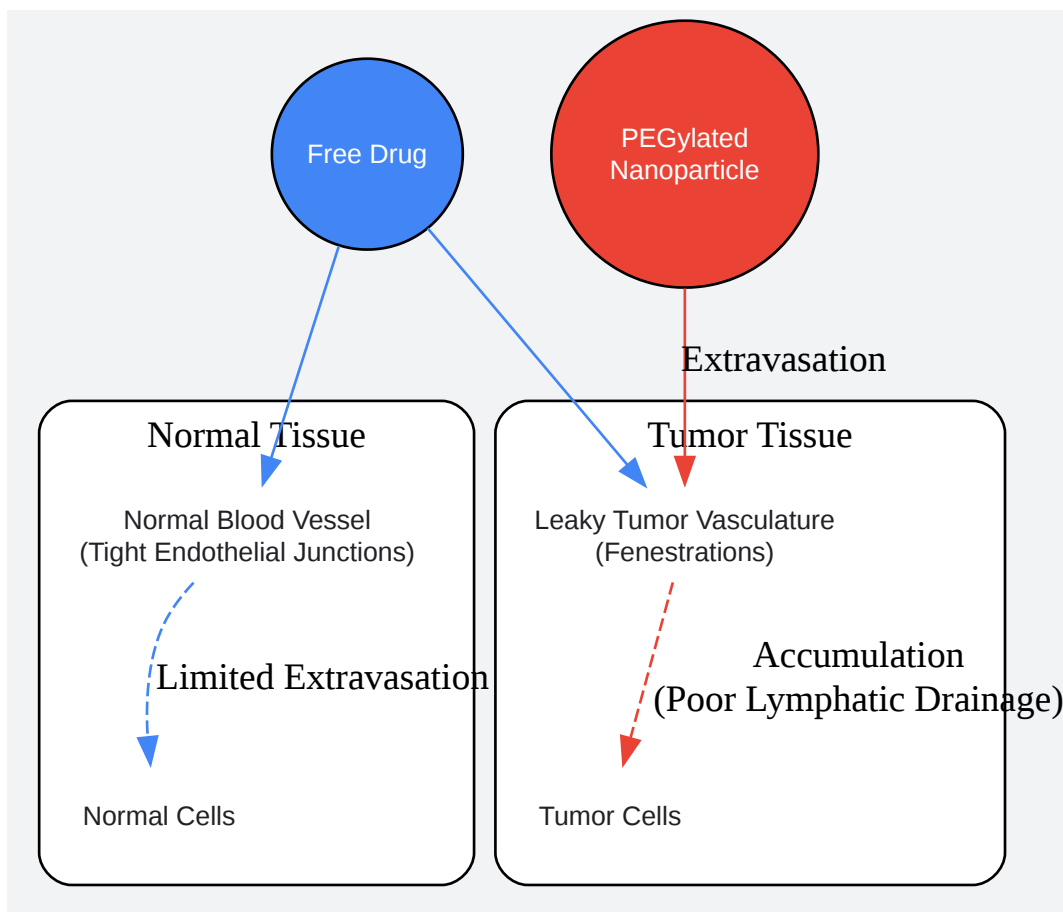 Free Drug
PEGylated
Nanoparticle
Extravasation
Normal Tissue
Tumor Tissue
Normal Blood Vessel
(Tight Endothelial Junctions)
Leaky Tumor Vasculature
(Fenestrations)
Limited Extravasation
Accumulation
(Poor Lymphatic Drainage)
Normal Cells
Tumor Cells